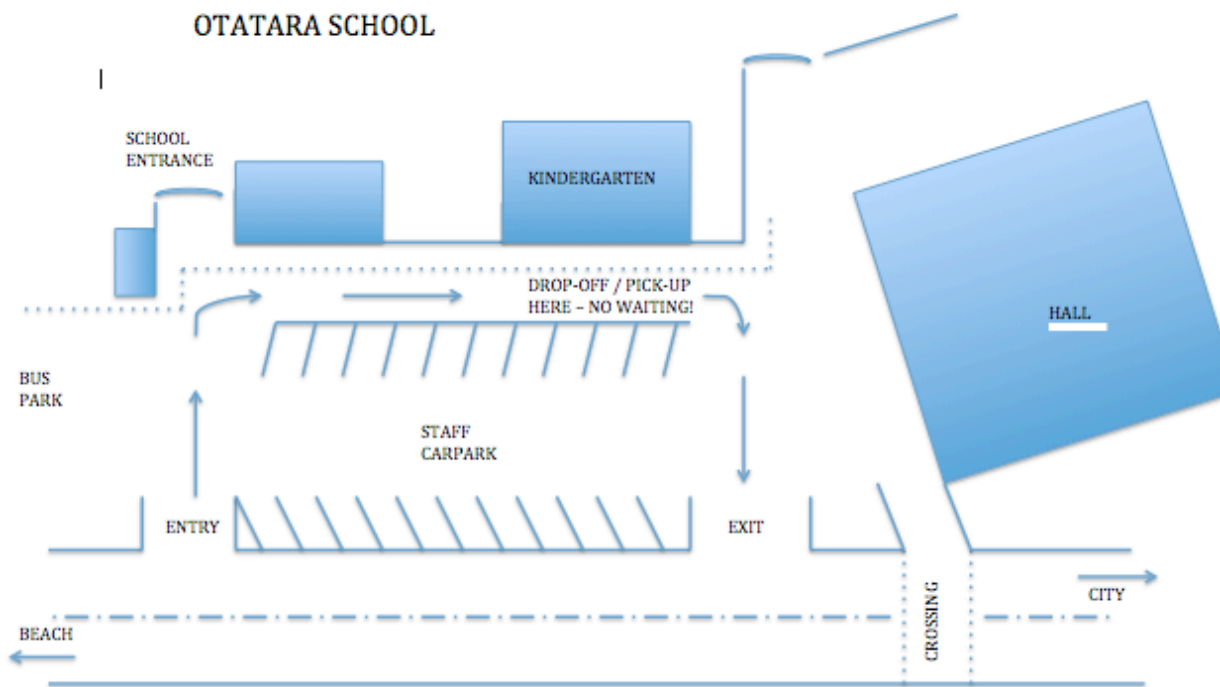 OTATARA SCHOOL
SCHOOL
ENTRANCE
KINDERGARTEN
DROP-OFF / PICK-UP
HERE – NO WAITING!
HALL
BUS
PARK
STAFF
CARPARK
ENTRY
EXIT
CROSSING
CITY
BEACH